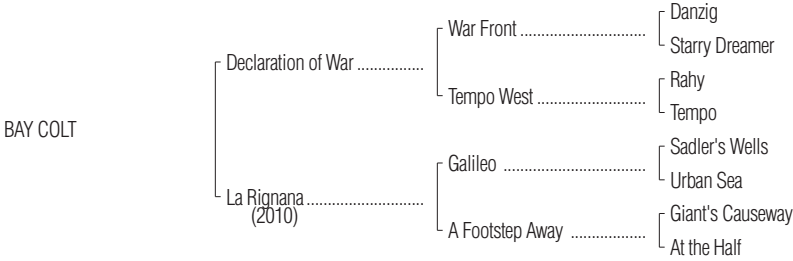 Danzig
War Front ..............................
Starry Dreamer
Declaration of War ................
Rahy
Tempo West ..........................
Tempo
BAY COLT
Sadler's Wells
Galileo ..................................
Urban Sea
La Rignana ............................
(2010)
Giant's Causeway
A Footstep Away ..................
At the Half